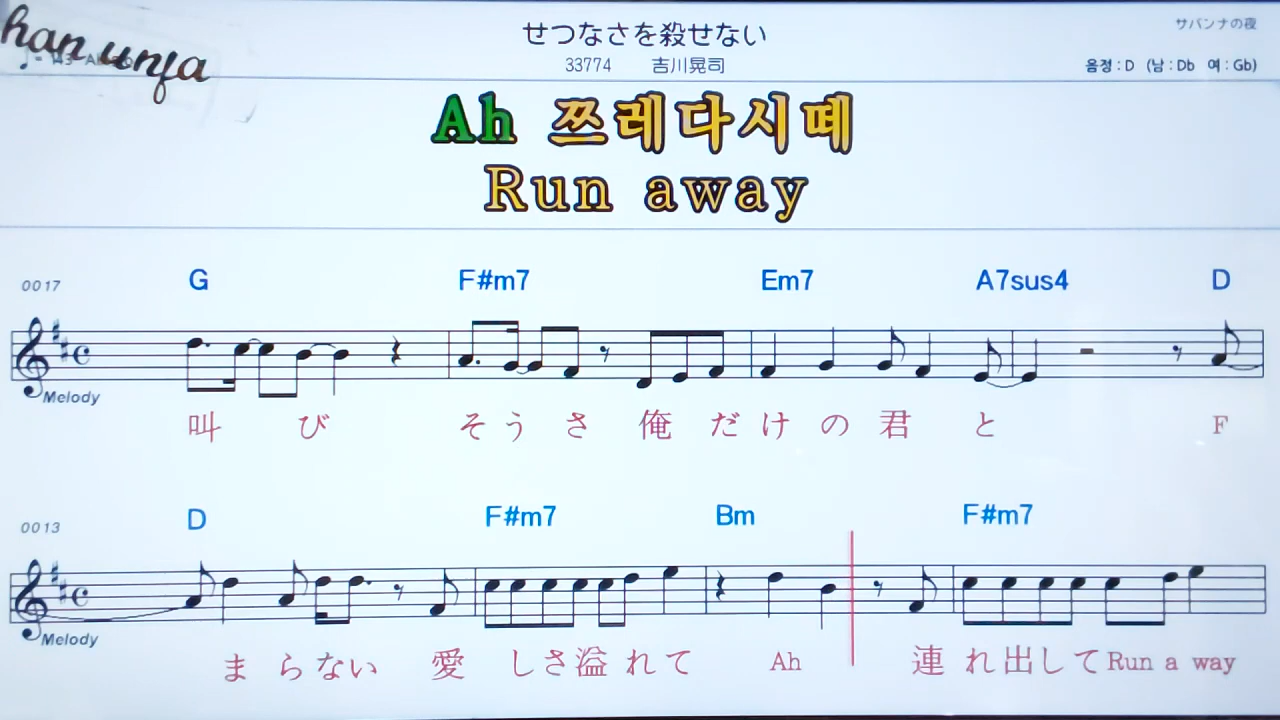 han unfa
せつなさを殺せない
サバンナの夜
33774 吉川晃司
음정 : D (남 : Db 여 : Gb)
Ah 쯔레다시떼
Run away
0017 G F#m7 Em7 A7sus4 D
Melody
叫 び そ う さ 俺 だ け の 君 と F
0013 D F#m7 Bm F#m7
Melody
ま ら ない 愛 しさ溢 れ て Ah 連 れ 出して Run a way